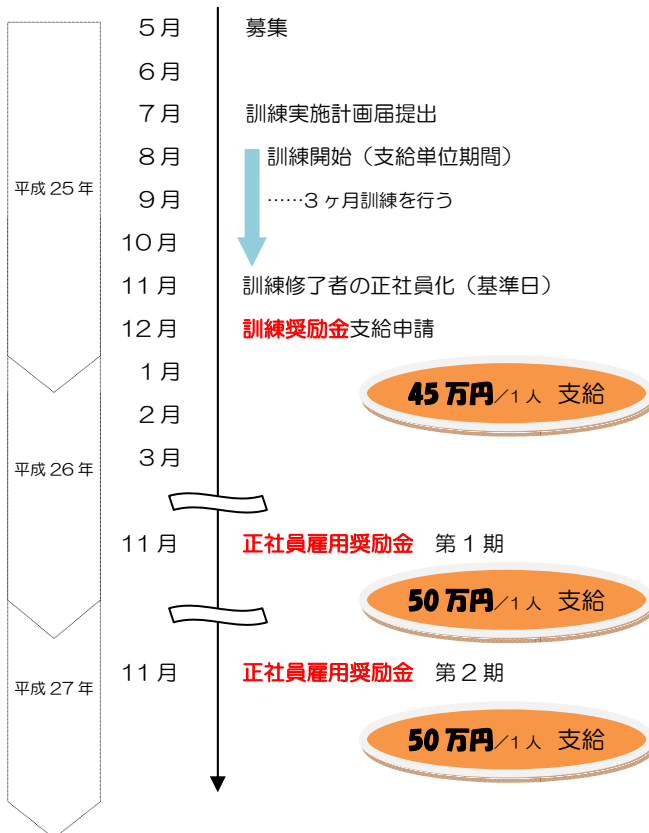 5月 募集
6月
7月 訓練実施計画届提出
8月 訓練開始（支給単位期間）
平成25年
9月 ……3ヶ月訓練を行う
10月
11月 訓練修了者の正社員化（基準日）
12月 訓練奨励金支給申請
1月
45万円／1人 支給
2月
3月
平成26年
11月 正社員雇用奨励金 第1期
50万円／1人 支給
11月 正社員雇用奨励金 第2期
平成27年
50万円／1人 支給